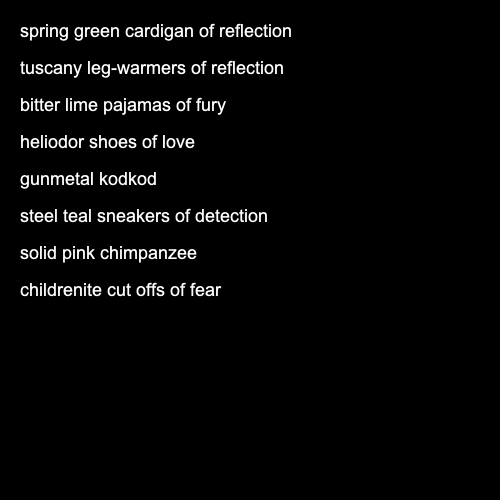 spring green cardigan of reflection
tuscany leg-warmers of reflection
bitter lime pajamas of fury
heliodor shoes of love
gunmetal kodkod
steel teal sneakers of detection
solid pink chimpanzee
childrenite cut offs of fear